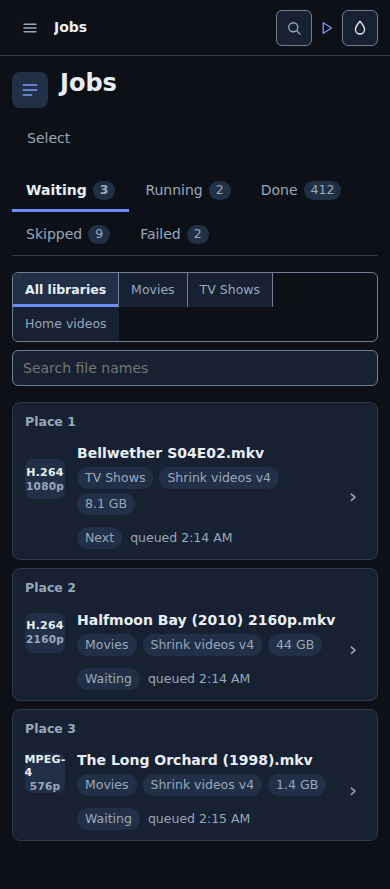 Jobs
Jobs
Select
Waiting 3 Running 2 Done 412
Skipped 9 Failed 2
All libraries Movies TV Shows
Home videos
Search file names
Place 1
H.264
1080p
Bellwether S04E02.mkv
TV Shows Shrink videos v4
8.1 GB
Next queued 2:14 AM
Place 2
H.264
2160p
Halfmoon Bay (2010) 2160p.mkv
Movies Shrink videos v4 44 GB
Waiting queued 2:14 AM
Place 3
MPEG-
4
576p
The Long Orchard (1998).mkv
Movies Shrink videos v4 1.4 GB
Waiting queued 2:15 AM